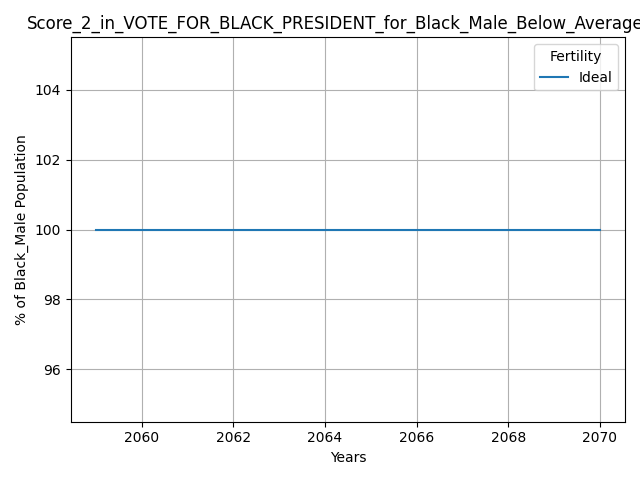 Score_2_in_VOTE_FOR_BLACK_PRESIDENT_for_Black_Male_Below_Average
Fertility
Ideal
104
102
100
98
96
% of Black_Male Population
2060 2062 2064 2066 2068 2070
Years